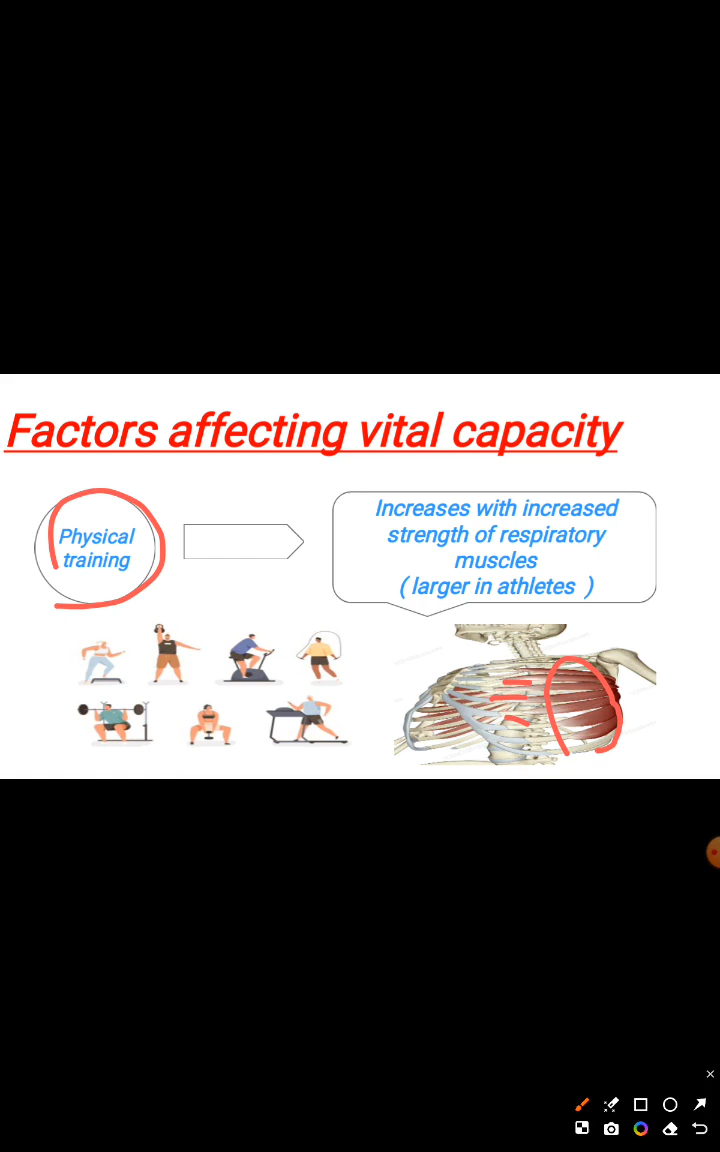 Factors affecting vital capacity
Physical
training
Increases with increased
strength of respiratory
muscles
( larger in athletes )